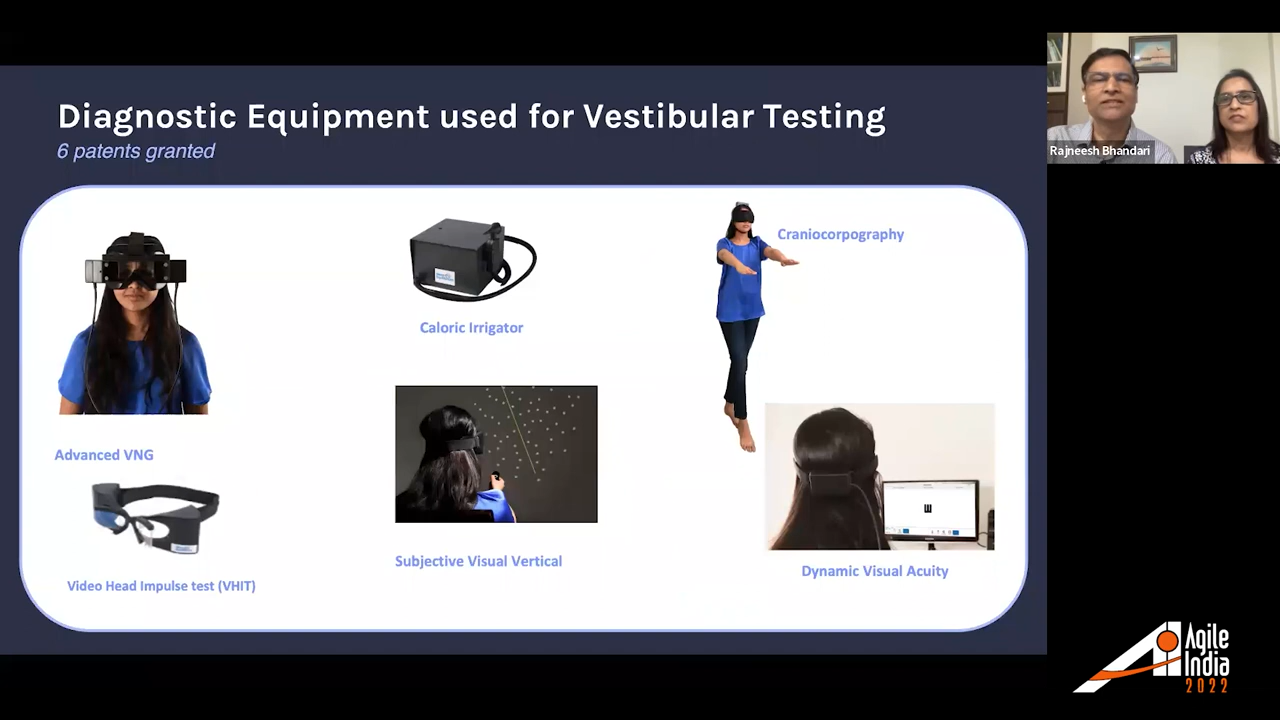 Diagnostic Equipment used for Vestibular Testing
6 patents granted
Rajneesh Bhandari
Craniocorpography
Caloric Irrigator
Advanced VNG
Subjective Visual Vertical
Dynamic Visual Acuity
Video Head Impulse test (VHIT)
Agile
India
2022